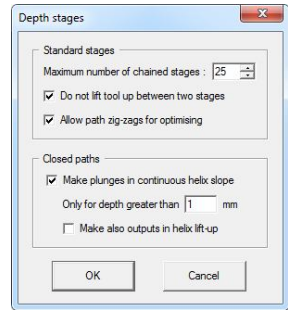 Depth stages
Standard stages
Maximum number of chained stages : 25
Do not lift tool up between two stages
Allow path zig-zags for optimising
Closed paths
Make plunges in continuous helix slope
Only for depth greater than 1 mm
Make also outputs in helix lift-up
OK Cancel